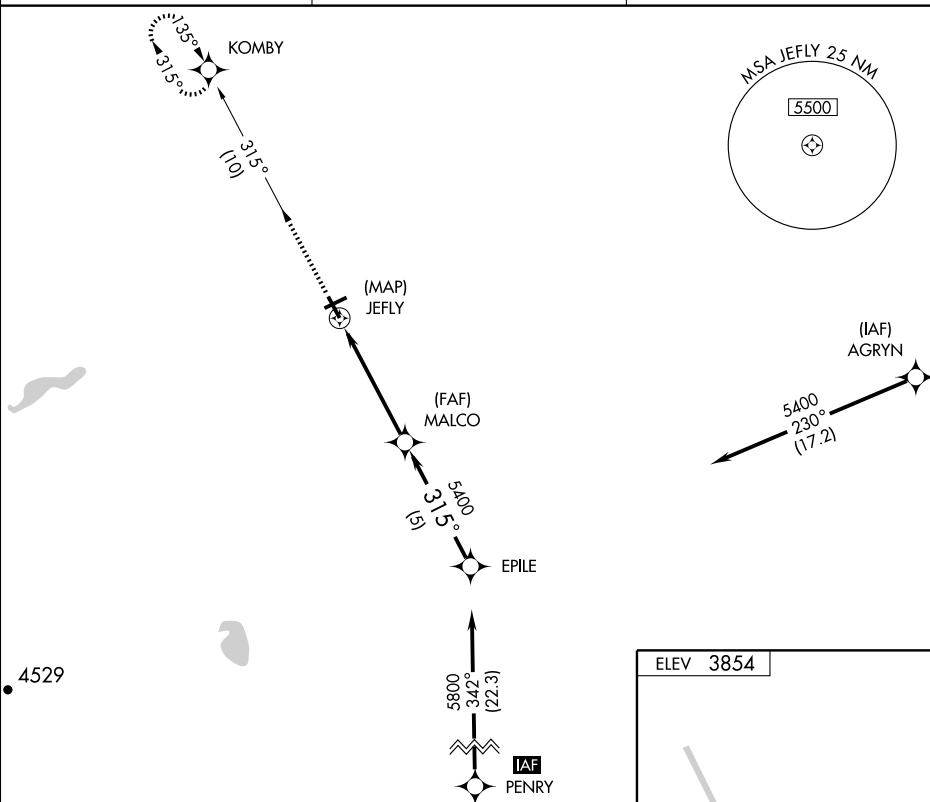 135°
KOMBY
315°
MSA JEFLY 25 NM
5500
315°
(10)
(MAP)
JEFLY
(IAF)
AGRYN
(FAF)
MALCO
5400
230°
(17.2)
5400
315°
(5)
EPILE
4529
ELEV 3854
5800
342°
(22.3)
IAF
PENRY